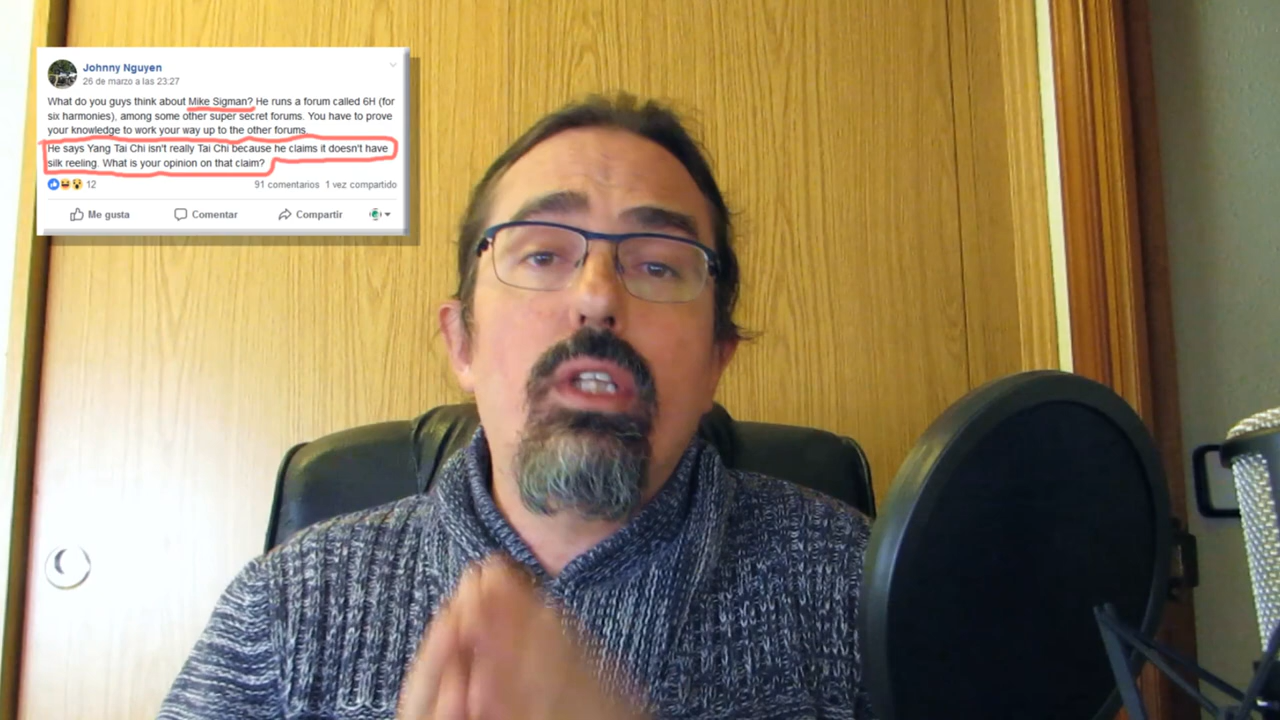 Johnny Nguyen
26 de marzo a las 23:27
What do you guys think about Mike Sigman? He runs a forum called 6H (for
six harmonies), among some other super secret forums. You have to prove
your knowledge to work your way up to the other forums.
He says Yang Tai Chi isn't really Tai Chi because he claims it doesn't have
silk reeling. What is your opinion on that claim?
12 91 comentarios 1 vez compartido
Me gusta Comentar Compartir